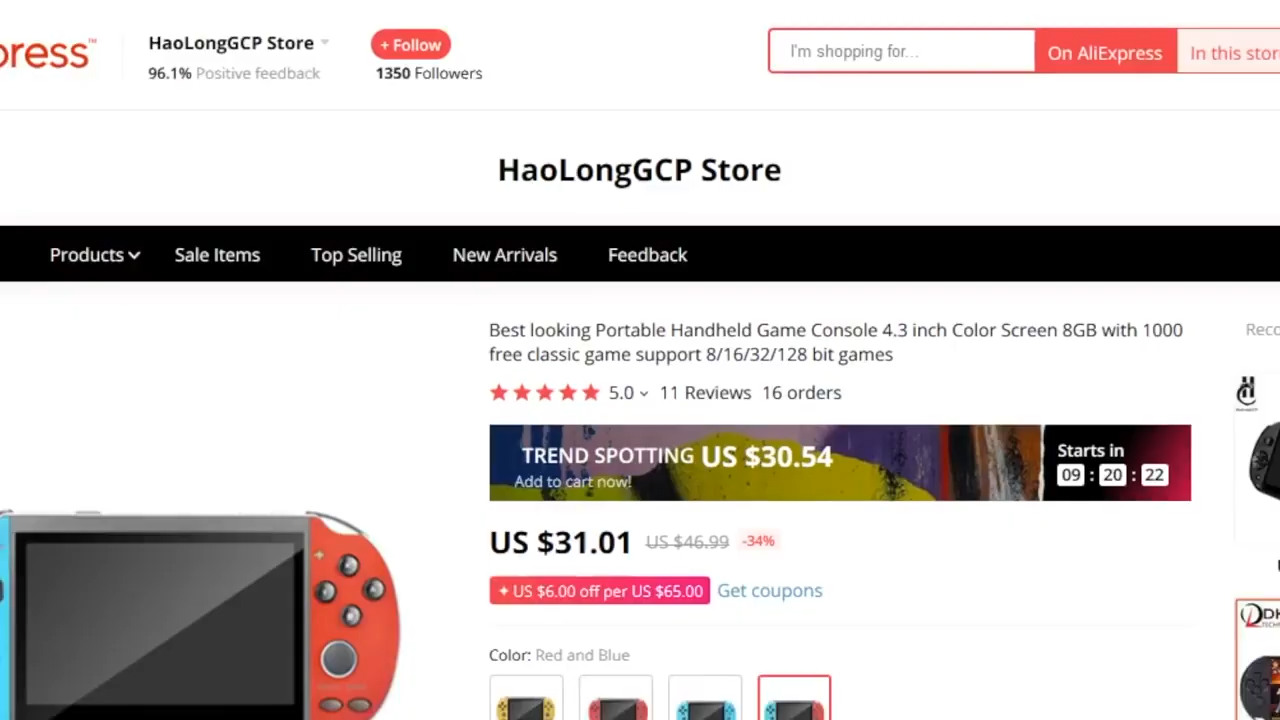 press™
HaoLongGCP Store
+ Follow
96.1% Positive feedback
1350 Followers
I'm shopping for...
On AliExpress
In this stor
HaoLongGCP Store
Products
Sale Items
Top Selling
New Arrivals
Feedback
Best looking Portable Handheld Game Console 4.3 inch Color Screen 8GB with 1000
free classic game support 8/16/32/128 bit games
5.0
11 Reviews
16 orders
Reco
TREND SPOTTING US $30.54
Add to cart now!
Starts in
09 : 20 : 22
US $31.01 US $46.99 -34%
US $6.00 off per US $65.00 Get coupons
Color: Red and Blue